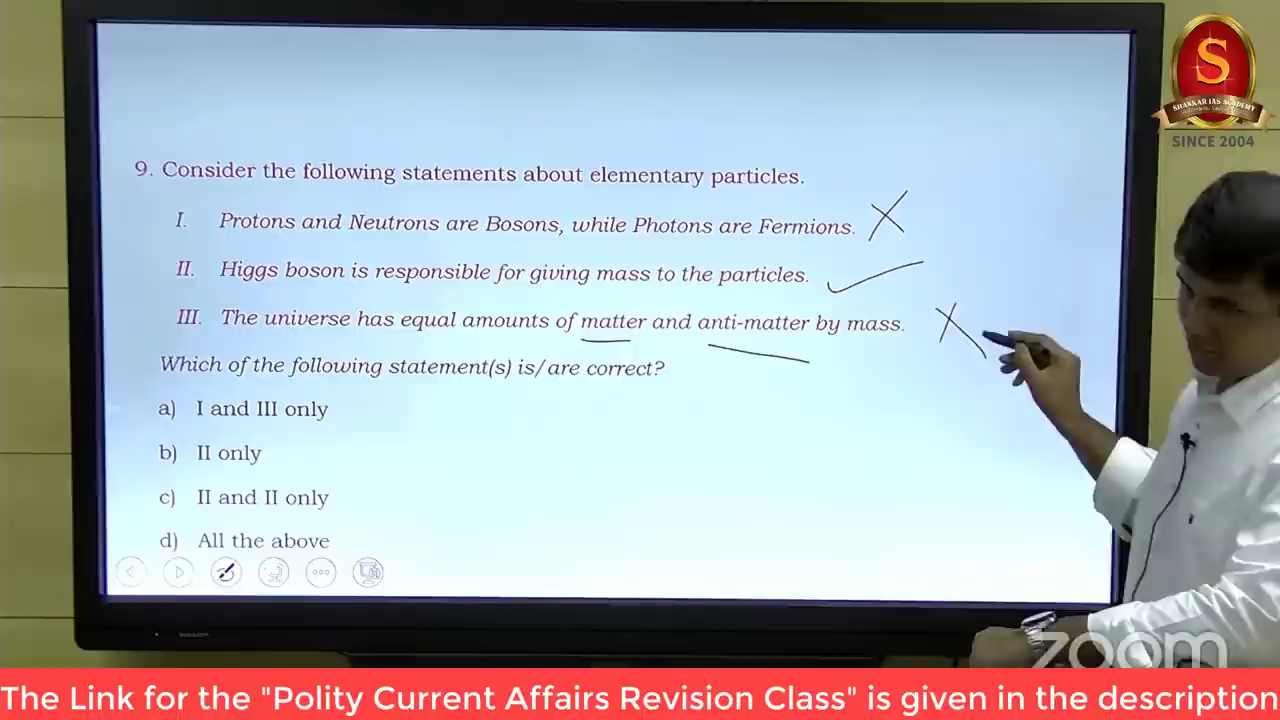 S
SHANKAR IAS ACADEMY
SINCE 2004
9. Consider the following statements about elementary particles.
I. Protons and Neutrons are Bosons, while Photons are Fermions.
II. Higgs boson is responsible for giving mass to the particles.
III. The universe has equal amounts of matter and anti-matter by mass.
Which of the following statement(s) is/are correct?
a) I and III only
b) II only
c) II and II only
d) All the above
zoom
The Link for the "Polity Current Affairs Revision Class" is given in the description